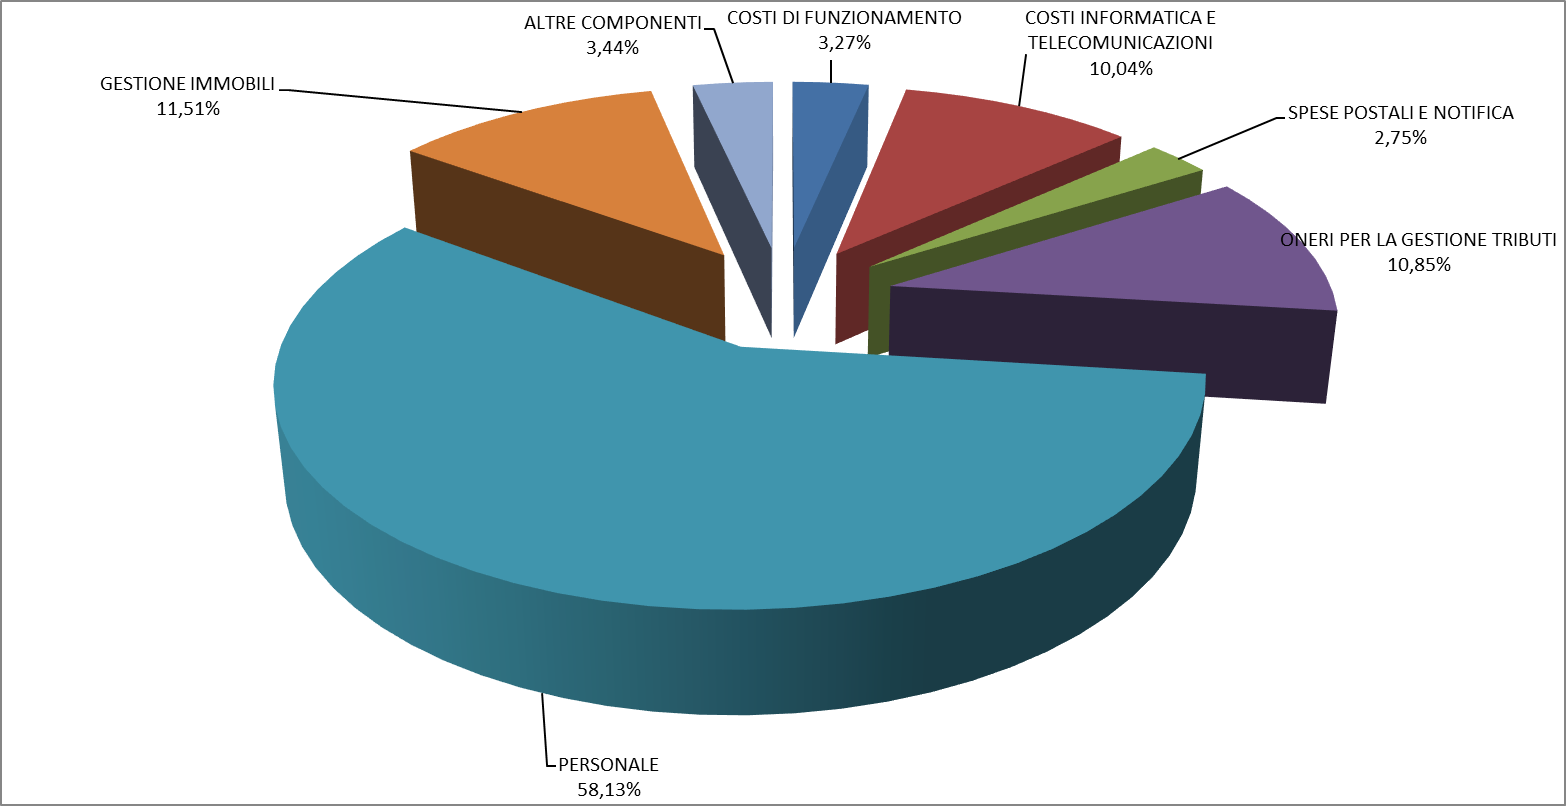 ALTRE COMPONENTI
3,44%
COSTI DI FUNZIONAMENTO
3,27%
COSTI INFORMATICA E
TELECOMUNICAZIONI
10,04%
GESTIONE IMMOBILI
11,51%
SPESE POSTALI E NOTIFICA
2,75%
ONERI PER LA GESTIONE TRIBUTI
10,85%
PERSONALE
58,13%